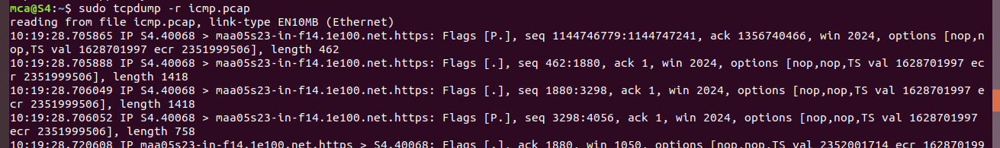 mca@S4:~$ sudo tcpdump -r icmp.pcap
reading from file icmp.pcap, link-type EN10MB (Ethernet)
10:19:28.705865 IP S4.40068 > maa05s23-in-f14.1e100.net.https: Flags [P.], seq 1144746779:1144747241, ack 1356740466, win 2024, options [nop,n
op,TS val 1628701997 ecr 2351999506], length 462
10:19:28.705888 IP S4.40068 > maa05s23-in-f14.1e100.net.https: Flags [.], seq 462:1880, ack 1, win 2024, options [nop,nop,TS val 1628701997 ec
r 2351999506], length 1418
10:19:28.706049 IP S4.40068 > maa05s23-in-f14.1e100.net.https: Flags [.], seq 1880:3298, ack 1, win 2024, options [nop,nop,TS val 1628701997 e
cr 2351999506], length 1418
10:19:28.706052 IP S4.40068 > maa05s23-in-f14.1e100.net.https: Flags [P.], seq 3298:4056, ack 1, win 2024, options [nop,nop,TS val 1628701997
ecr 2351999506], length 758
10:19:28.720608 IP maa05s23-in-f14.1e100.net.https > S4.40068: Flags [.], ack 1880, win 1050, options [nop,nop,TS val 2352001714 ecr 162870199